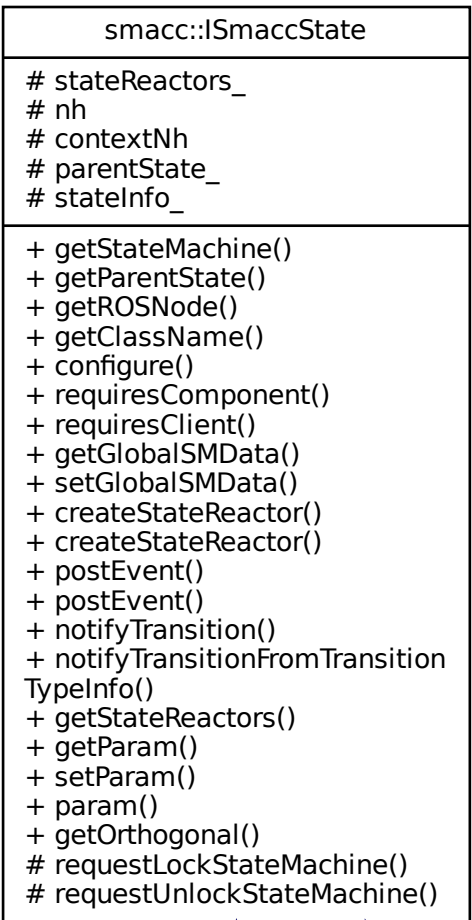 smacc::ISmaccState
# stateReactors_
# nh
# contextNh
# parentState_
# stateInfo_
+ getStateMachine()
+ getParentState()
+ getROSNode()
+ getClassName()
+ configure()
+ requiresComponent()
+ requiresClient()
+ getGlobalSMData()
+ setGlobalSMData()
+ createStateReactor()
+ createStateReactor()
+ postEvent()
+ postEvent()
+ notifyTransition()
+ notifyTransitionFromTransition
TypeInfo()
+ getStateReactors()
+ getParam()
+ setParam()
+ param()
+ getOrthogonal()
# requestLockStateMachine()
# requestUnlockStateMachine()